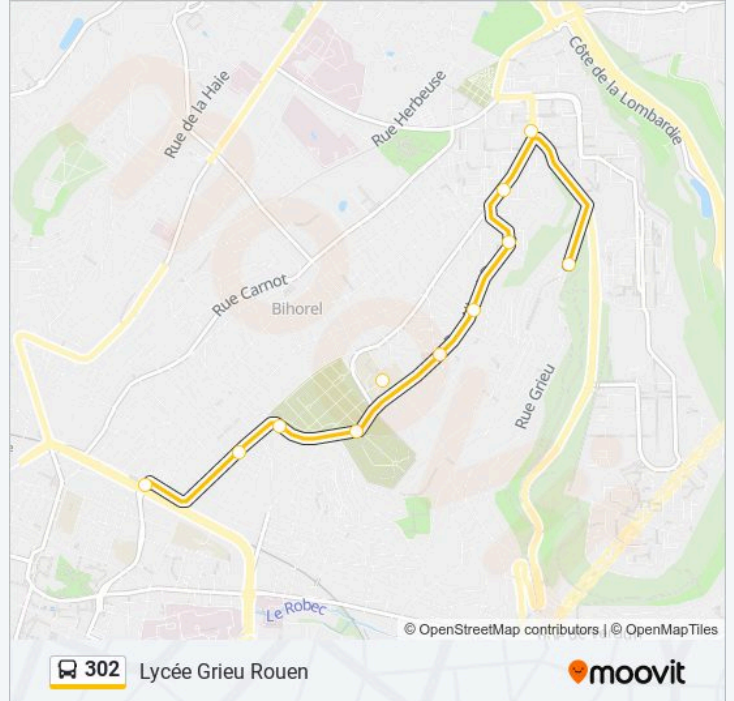 Côte de la Lombardie
Rue de la Haie
Rue Herbeuse
Rue Carnot
Bihorel
Rue Grieu
Le Robec
© OpenStreetMap contributors | © OpenMapTiles
302 Lycée Grieu Rouen
moovit